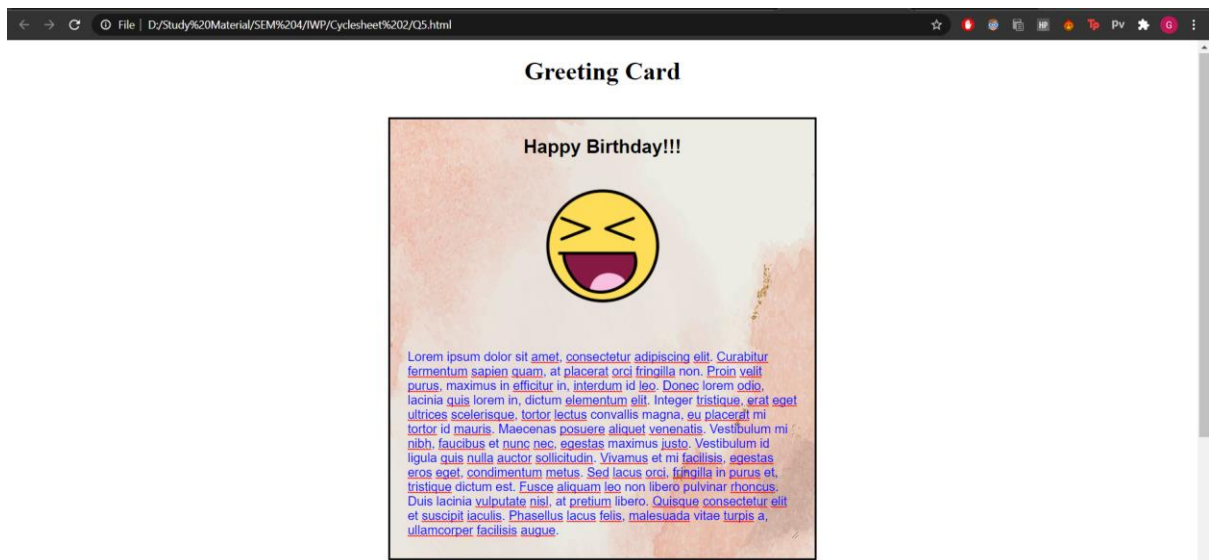 File | D:/Study%20Material/SEM%204/IWP/Cyclesheet%202/Q5.html
HP Tp Pv G
Greeting Card
Happy Birthday!!!
Lorem ipsum dolor sit amet, consectetur adipiscing elit. Curabitur
fermentum sapien quam, at placerat orci fringilla non. Proin velit
purus, maximus in efficitur in, interdum id leo. Donec lorem odio,
lacinia quis lorem in, dictum elementum elit. Integer tristique, erat eget
ultrices scelerisque, tortor lectus convallis magna, eu placerat mi
tortor id mauris. Maecenas posuere aliquet venenatis. Vestibulum mi
nibh, faucibus et nunc nec, egestas maximus justo. Vestibulum id
ligula quis nulla auctor sollicitudin. Vivamus et mi facilisis, egestas
eros eget, condimentum metus. Sed lacus orci, fringilla in purus et,
tristique dictum est. Fusce aliquam leo non libero pulvinar rhoncus.
Duis lacinia vulputate nisl, at pretium libero. Quisque consectetur elit
et suscipit iaculis. Phasellus lacus felis, malesuada vitae turpis a,
ullamcorper facilisis augue.